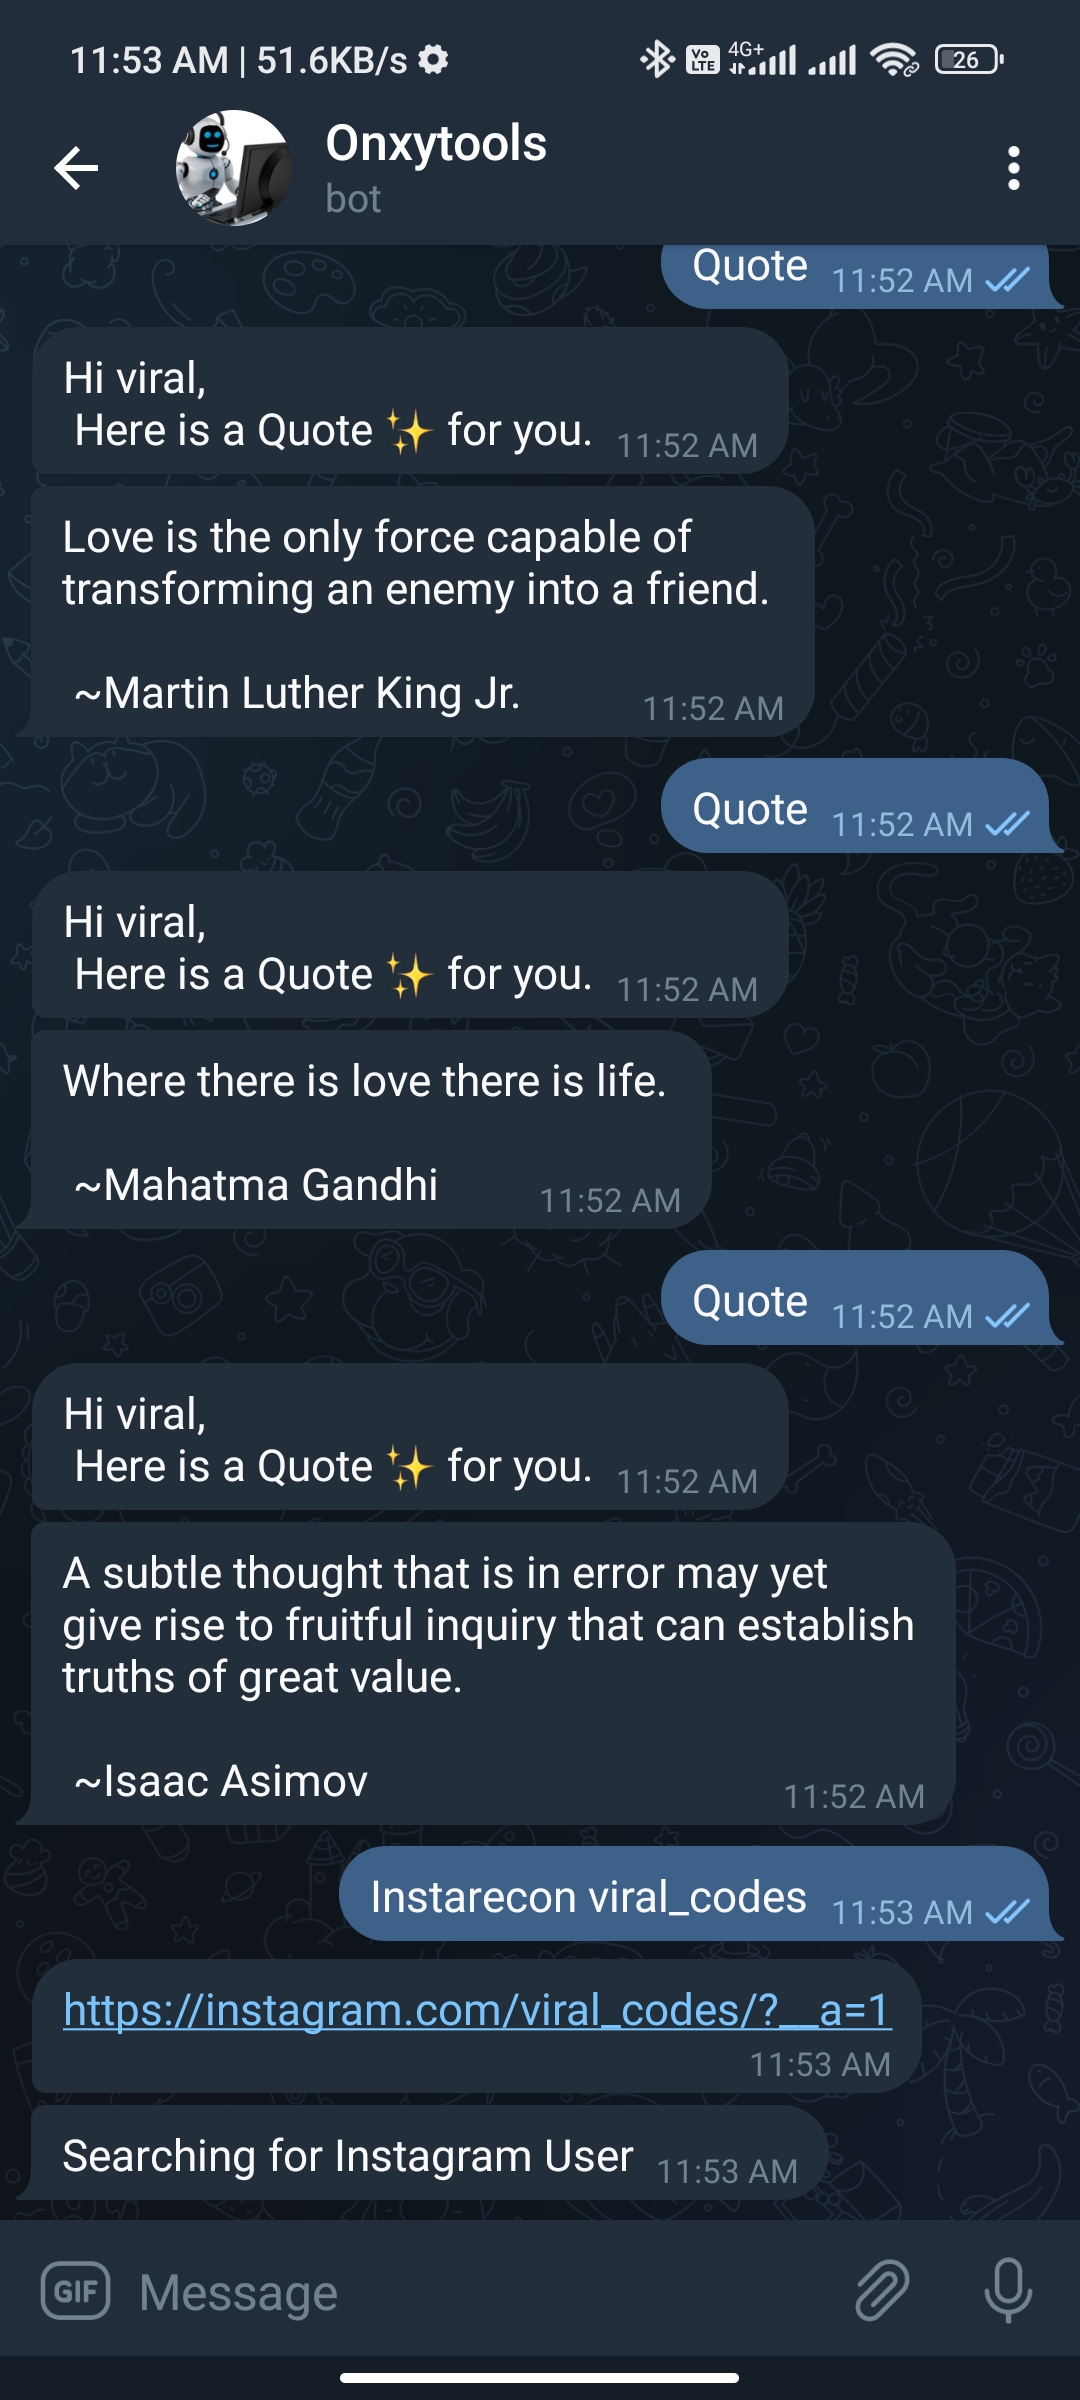 11:53 AM | 51.6KB/s
Vo LTE 4G+ 26
Onxytools
bot
Quote 11:52 AM
Hi viral,
Here is a Quote ✨ for you. 11:52 AM
Love is the only force capable of
transforming an enemy into a friend.
~Martin Luther King Jr. 11:52 AM
Quote 11:52 AM
Hi viral,
Here is a Quote ✨ for you. 11:52 AM
Where there is love there is life.
~Mahatma Gandhi 11:52 AM
Quote 11:52 AM
Hi viral,
Here is a Quote ✨ for you. 11:52 AM
A subtle thought that is in error may yet
give rise to fruitful inquiry that can establish
truths of great value.
~Isaac Asimov 11:52 AM
Instarecon viral_codes 11:53 AM
https://instagram.com/viral_codes/?__a=1
11:53 AM
Searching for Instagram User 11:53 AM
GIF Message